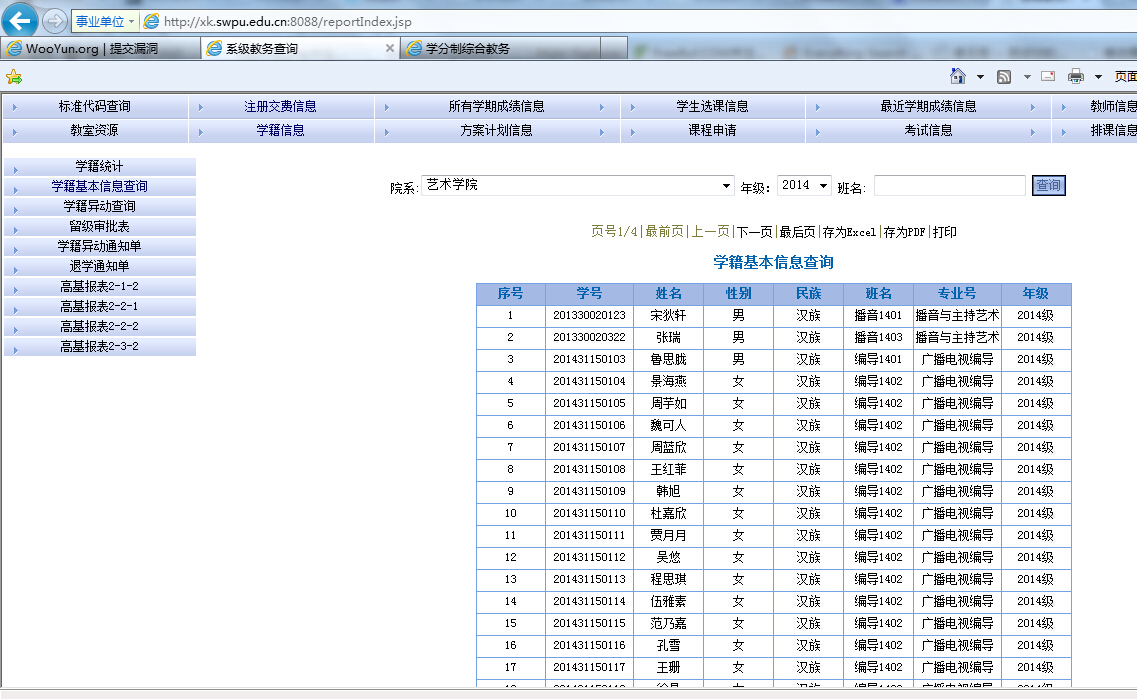 事业单位 http://xk.swpu.edu.cn:8088/reportIndex.jsp
WooYun.org | 提交漏洞 系级教务查询 学分制综合教务
页面
标准代码查询 注册交费信息 所有学期成绩信息 学生选课信息 最近学期成绩信息 教师信息
教室资源 学籍信息 方案计划信息 课程申请 考试信息 排课信息
学籍统计
学籍基本信息查询
学籍异动查询
留级审批表
学籍异动通知单
退学通知单
高基报表2-1-2
高基报表2-2-1
高基报表2-2-2
高基报表2-3-2
院系: 艺术学院 年级: 2014 班名: 查询
页号1/4|最前页|上一页|下一页|最后页|存为Excel|存为PDF|打印
学籍基本信息查询
序号 学号 姓名 性别 民族 班名 专业号 年级
1 201330020123 宋狄轩 男 汉族 播音1401 播音与主持艺术 2014级
2 201330020322 张瑞 男 汉族 播音1403 播音与主持艺术 2014级
3 201431150103 鲁思胧 男 汉族 编导1401 广播电视编导 2014级
4 201431150104 景海燕 女 汉族 编导1402 广播电视编导 2014级
5 201431150105 周芋如 女 汉族 编导1402 广播电视编导 2014级
6 201431150106 魏可人 女 汉族 编导1402 广播电视编导 2014级
7 201431150107 周蓝欣 女 汉族 编导1402 广播电视编导 2014级
8 201431150108 王红菲 女 汉族 编导1402 广播电视编导 2014级
9 201431150109 韩旭 女 汉族 编导1402 广播电视编导 2014级
10 201431150110 杜嘉欣 女 汉族 编导1402 广播电视编导 2014级
11 201431150111 贾月月 女 汉族 编导1402 广播电视编导 2014级
12 201431150112 吴悠 女 汉族 编导1402 广播电视编导 2014级
13 201431150113 程思琪 女 汉族 编导1402 广播电视编导 2014级
14 201431150114 伍雅素 女 汉族 编导1402 广播电视编导 2014级
15 201431150115 范乃嘉 女 汉族 编导1402 广播电视编导 2014级
16 201431150116 孔雪 女 汉族 编导1402 广播电视编导 2014级
17 201431150117 王珊 女 汉族 编导1402 广播电视编导 2014级